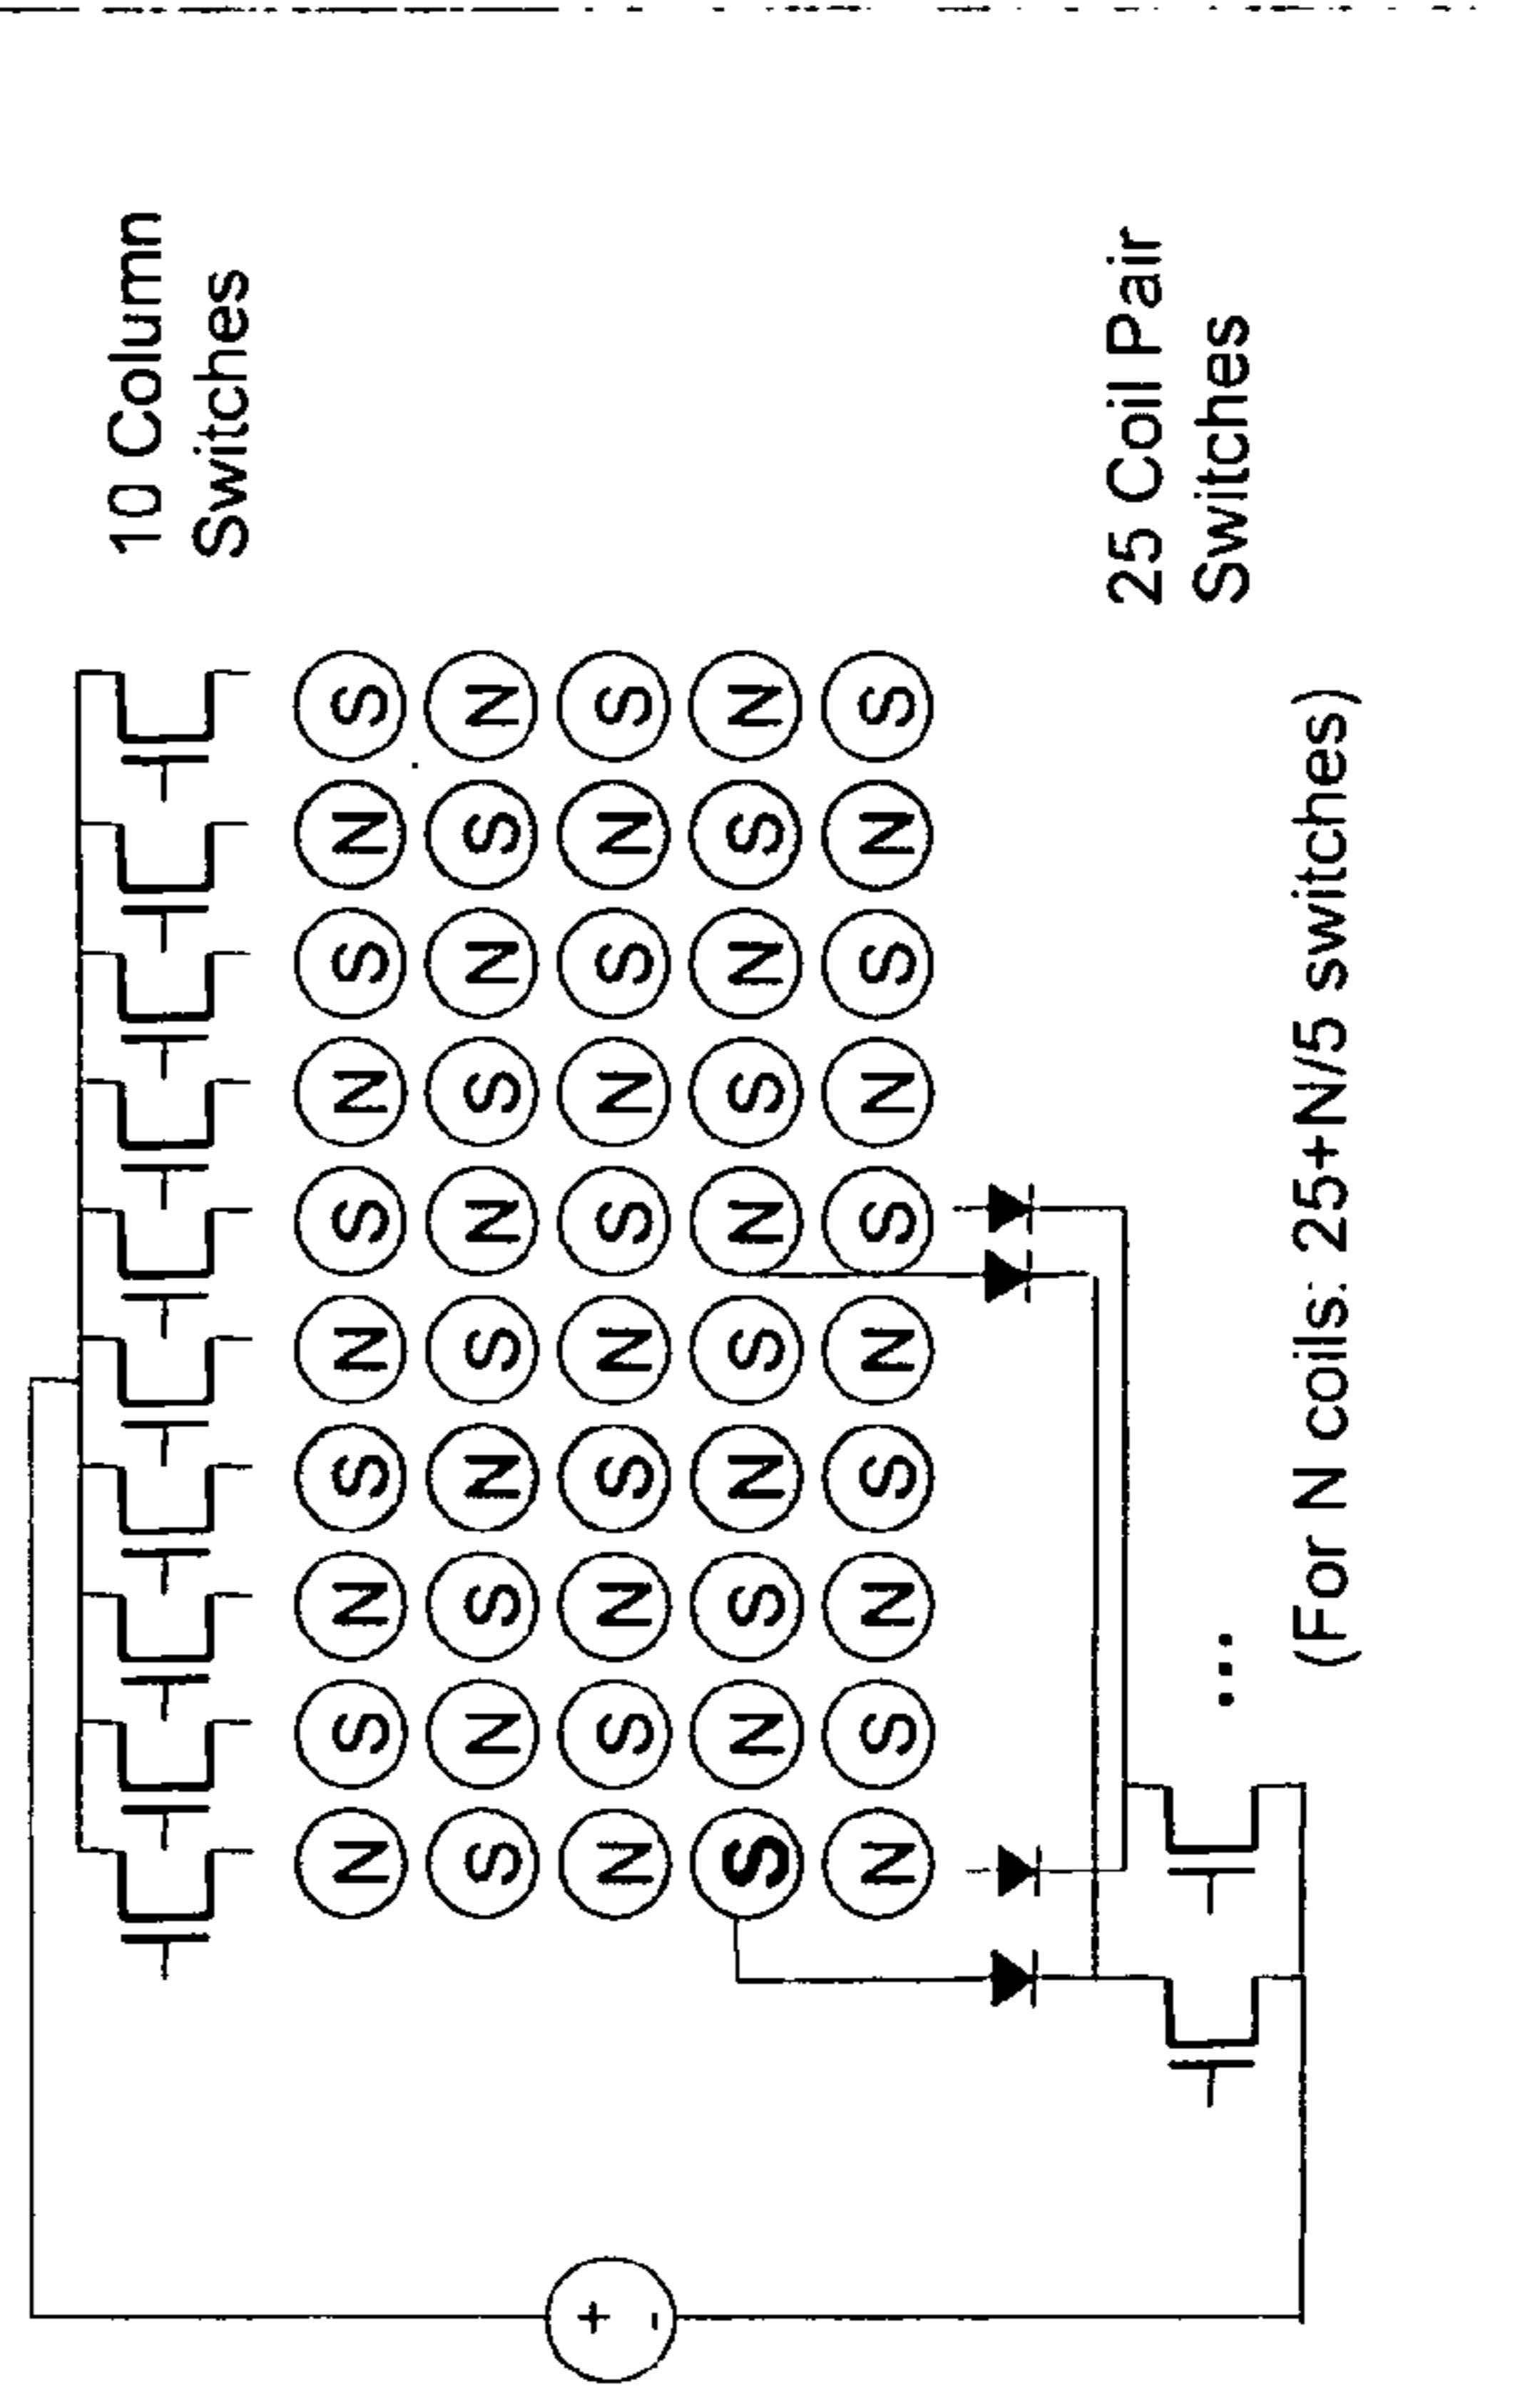 10 Column
Switches
N S N S N S N S N S
S N S N S N S N S N
+
N S N S N S N S N S
-
S N S N S N S N S N
N S N S N S N S N S
25 Coil Pair
Switches
...
(For N coils: 25+N/5 switches)